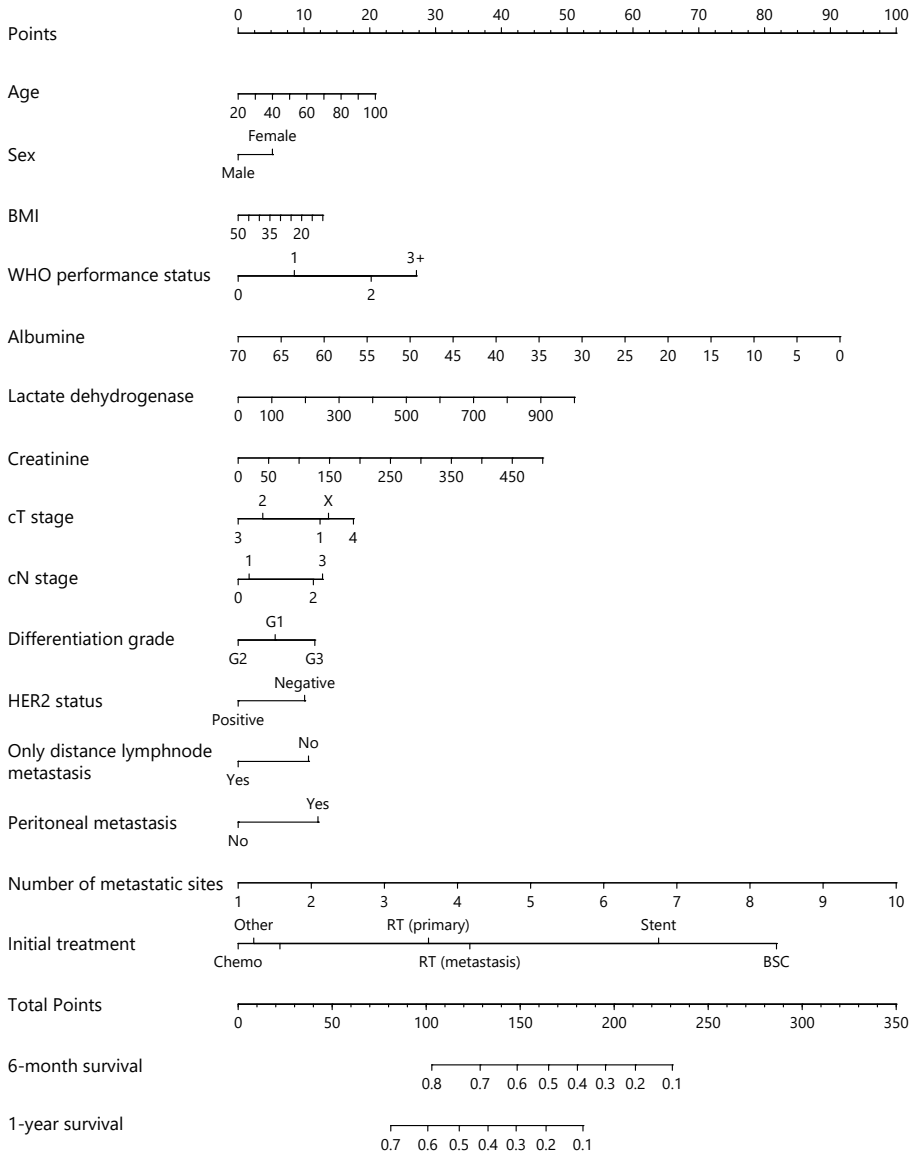 0 10 20 30 40 50 60 70 80 90 100
Points
Age
20 40 60 80 100
Female
Sex
Male
BMI
50 35 20
1 3+
WHO performance status
0 2
Albumine
70 65 60 55 50 45 40 35 30 25 20 15 10 5 0
Lactate dehydrogenase
0 100 300 500 700 900
Creatinine
0 50 150 250 350 450
2 X
cT stage
3 1 4
1 3
cN stage
0 2
G1
Differentiation grade
G2 G3
Negative
HER2 status
Positive
No
Only distance lymphnode
metastasis
Yes
Yes
Peritoneal metastasis
No
Number of metastatic sites
1 2 3 4 5 6 7 8 9 10
Other RT (primary) Stent
Initial treatment
Chemo RT (metastasis) BSC
Total Points
0 50 100 150 200 250 300 350
6-month survival
0.8 0.7 0.6 0.5 0.4 0.3 0.2 0.1
1-year survival
0.7 0.6 0.5 0.4 0.3 0.2 0.1